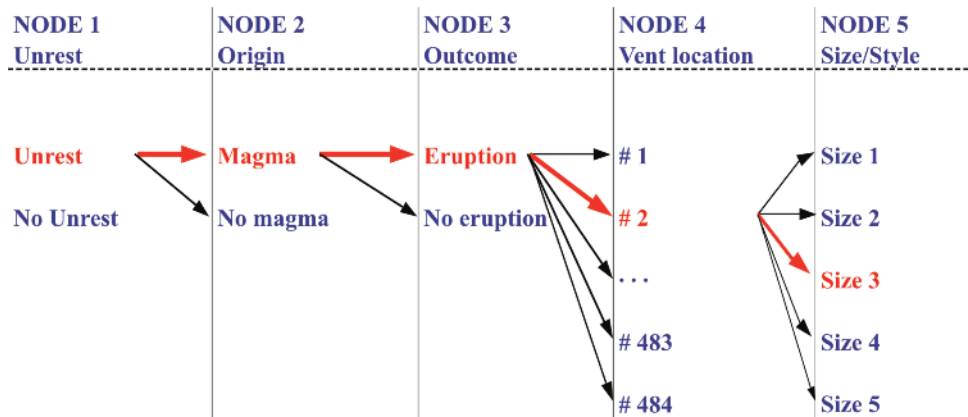 NODE 1 NODE 2 NODE 3 NODE 4 NODE 5
Unrest Origin Outcome Vent location Size/Style
Unrest Magma Eruption # 1 Size 1
No Unrest No magma No eruption # 2 Size 2
. . . Size 3
# 483 Size 4
# 484 Size 5